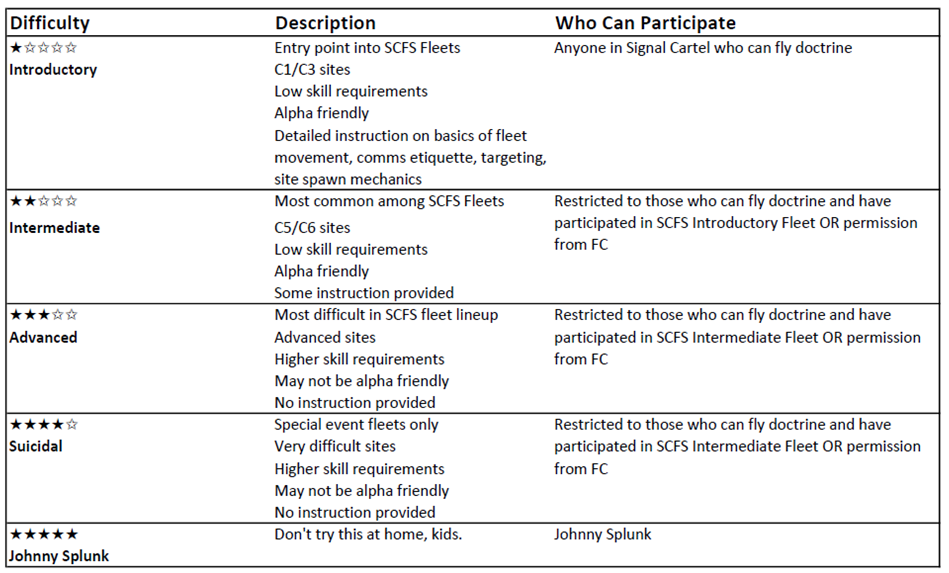 Difficulty Description Who Can Participate
★☆☆☆☆ Entry point into SCFS Fleets Anyone in Signal Cartel who can fly doctrine
Introductory C1/C3 sites
Low skill requirements
Alpha friendly
Detailed instruction on basics of fleet
movement, comms etiquette, targeting,
site spawn mechanics
★★☆☆☆ Most common among SCFS Fleets Restricted to those who can fly doctrine and have
Intermediate C5/C6 sites participated in SCFS Introductory Fleet OR permission
Low skill requirements from FC
Alpha friendly
Some instruction provided
★★★☆☆ Most difficult in SCFS fleet lineup Restricted to those who can fly doctrine and have
Advanced Advanced sites participated in SCFS Intermediate Fleet OR permission
Higher skill requirements from FC
May not be alpha friendly
No instruction provided
★★★★☆ Special event fleets only Restricted to those who can fly doctrine and have
Suicidal Very difficult sites participated in SCFS Intermediate Fleet OR permission
Higher skill requirements from FC
May not be alpha friendly
No instruction provided
★★★★★ Don't try this at home, kids. Johnny Splunk
Johnny Splunk